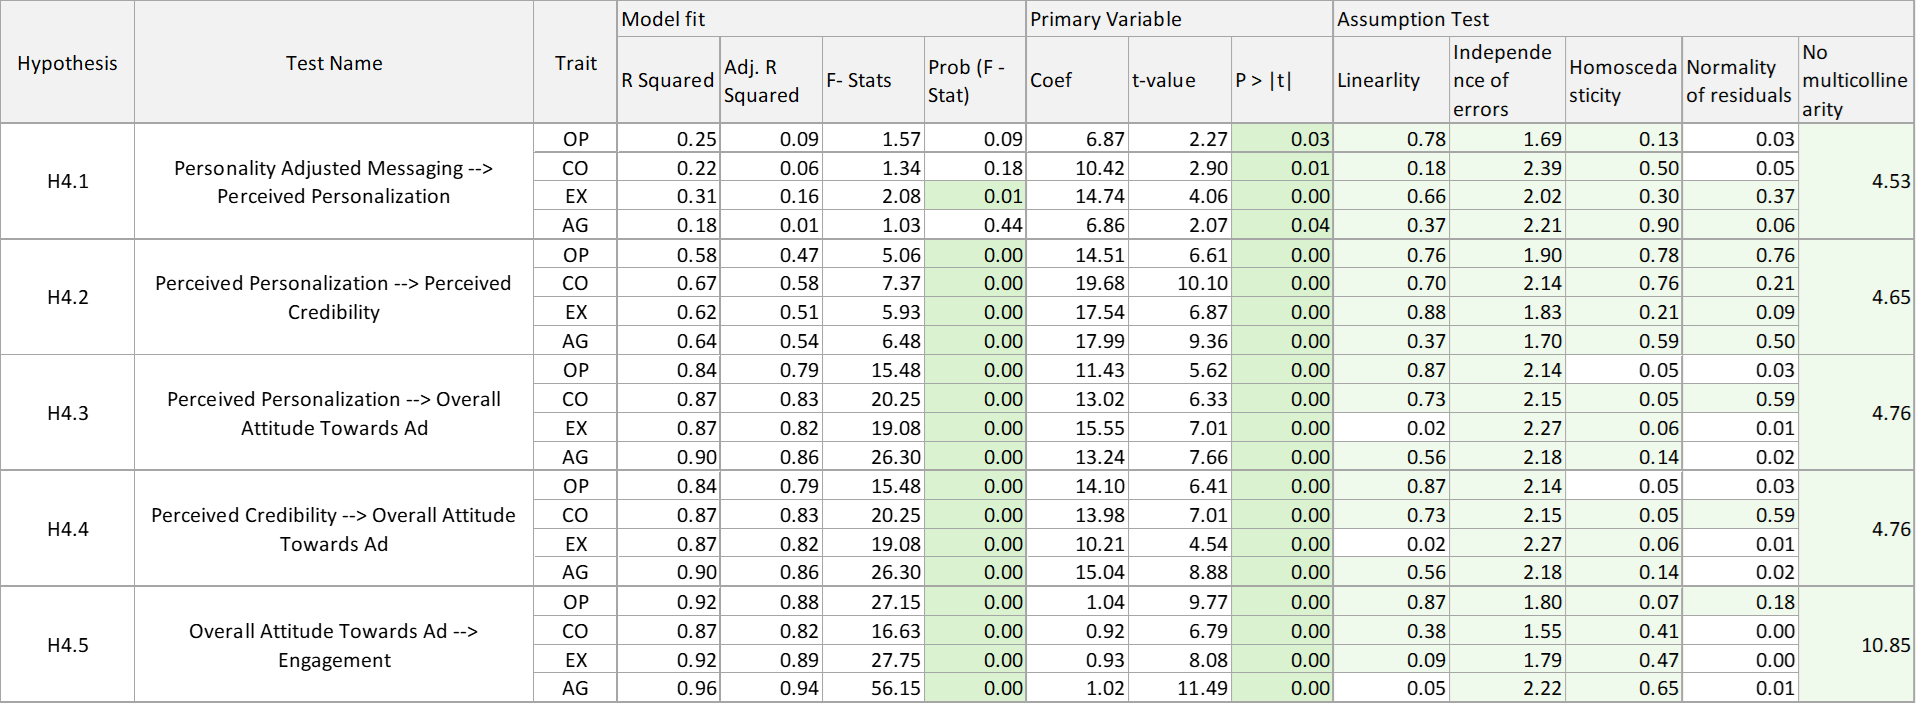 Model fit Primary Variable Assumption Test
Hypothesis Test Name Trait R Squared Adj. R Squared F- Stats Prob (F - Stat) Coef t-value P > |t| Linearlity Independe nce of errors Homosceda sticity Normality of residuals No multicolline arity
H4.1 Personality Adjusted Messaging --> Perceived Personalization
OP 0.25 0.09 1.57 0.09 6.87 2.27 0.03 0.78 1.69 0.13 0.03
CO 0.22 0.06 1.34 0.18 10.42 2.90 0.01 0.18 2.39 0.50 0.05
EX 0.31 0.16 2.08 0.01 14.74 4.06 0.00 0.66 2.02 0.30 0.37
AG 0.18 0.01 1.03 0.44 6.86 2.07 0.04 0.37 2.21 0.90 0.06
4.53
H4.2 Perceived Personalization --> Perceived Credibility
OP 0.58 0.47 5.06 0.00 14.51 6.61 0.00 0.76 1.90 0.78 0.76
CO 0.67 0.58 7.37 0.00 19.68 10.10 0.00 0.70 2.14 0.76 0.21
EX 0.62 0.51 5.93 0.00 17.54 6.87 0.00 0.88 1.83 0.21 0.09
AG 0.64 0.54 6.48 0.00 17.99 9.36 0.00 0.37 1.70 0.59 0.50
4.65
H4.3 Perceived Personalization --> Overall Attitude Towards Ad
OP 0.84 0.79 15.48 0.00 11.43 5.62 0.00 0.87 2.14 0.05 0.03
CO 0.87 0.83 20.25 0.00 13.02 6.33 0.00 0.73 2.15 0.05 0.59
EX 0.87 0.82 19.08 0.00 15.55 7.01 0.00 0.02 2.27 0.06 0.01
AG 0.90 0.86 26.30 0.00 13.24 7.66 0.00 0.56 2.18 0.14 0.02
4.76
H4.4 Perceived Credibility --> Overall Attitude Towards Ad
OP 0.84 0.79 15.48 0.00 14.10 6.41 0.00 0.87 2.14 0.05 0.03
CO 0.87 0.83 20.25 0.00 13.98 7.01 0.00 0.73 2.15 0.05 0.59
EX 0.87 0.82 19.08 0.00 10.21 4.54 0.00 0.02 2.27 0.06 0.01
AG 0.90 0.86 26.30 0.00 15.04 8.88 0.00 0.56 2.18 0.14 0.02
4.76
H4.5 Overall Attitude Towards Ad --> Engagement
OP 0.92 0.88 27.15 0.00 1.04 9.77 0.00 0.87 1.80 0.07 0.18
CO 0.87 0.82 16.63 0.00 0.92 6.79 0.00 0.38 1.55 0.41 0.00
EX 0.92 0.89 27.75 0.00 0.93 8.08 0.00 0.09 1.79 0.47 0.00
AG 0.96 0.94 56.15 0.00 1.02 11.49 0.00 0.05 2.22 0.65 0.01
10.85